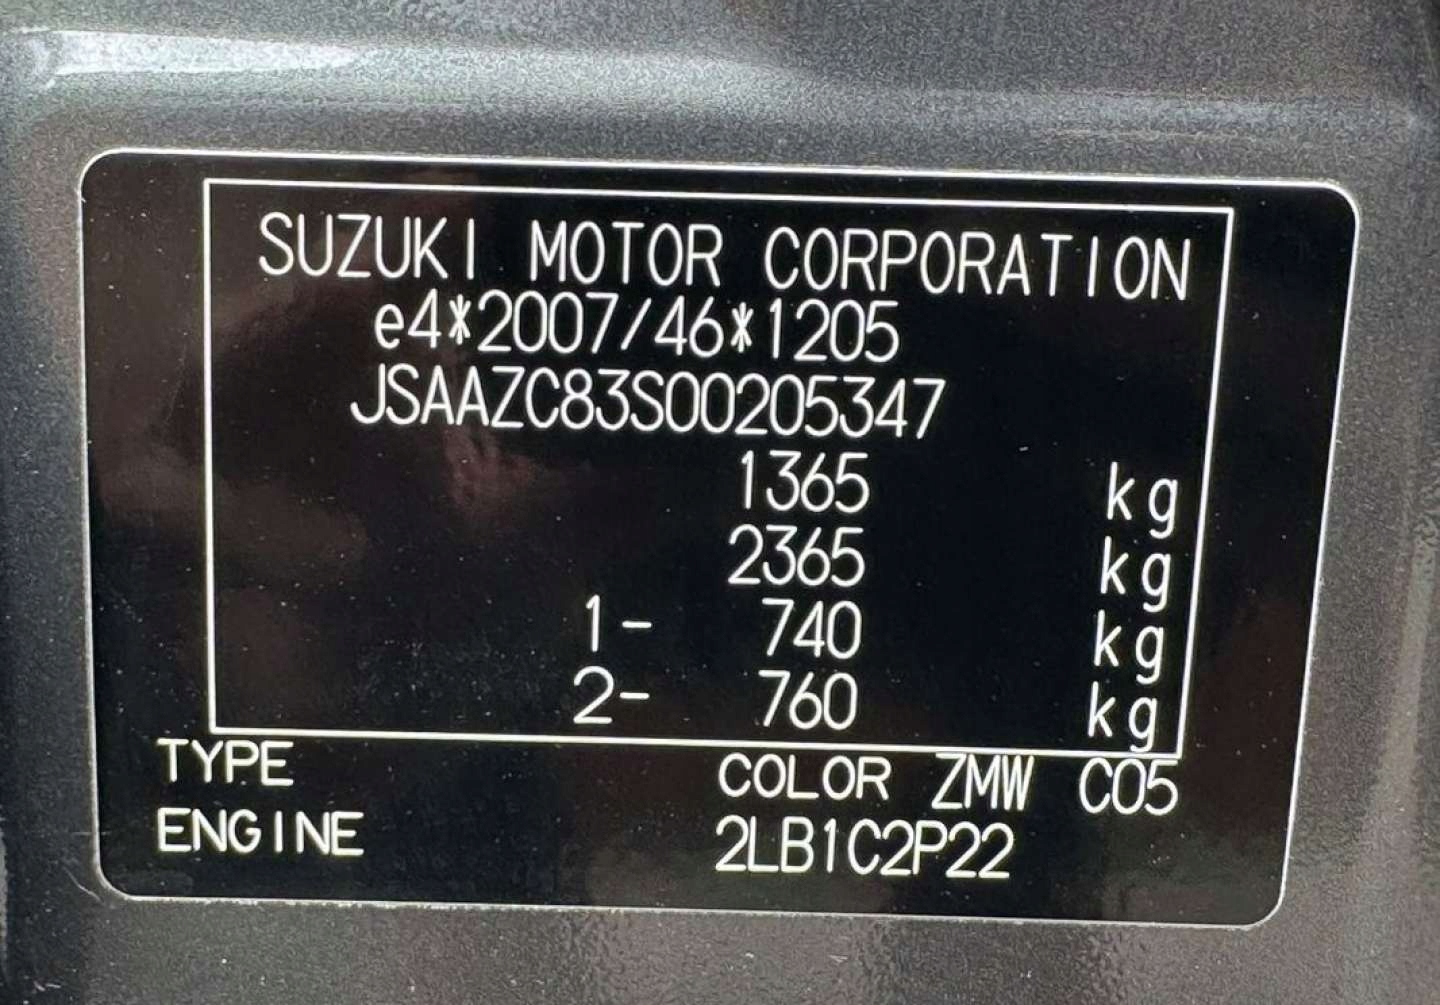 SUZUKI MOTOR CORPORATION
e4*2007/46*1205
JSAAZC83S00205347
1365 kg
2365 kg
1- 740 kg
2- 760 kg
TYPE COLOR ZMW C05
ENGINE 2LB1C2P22